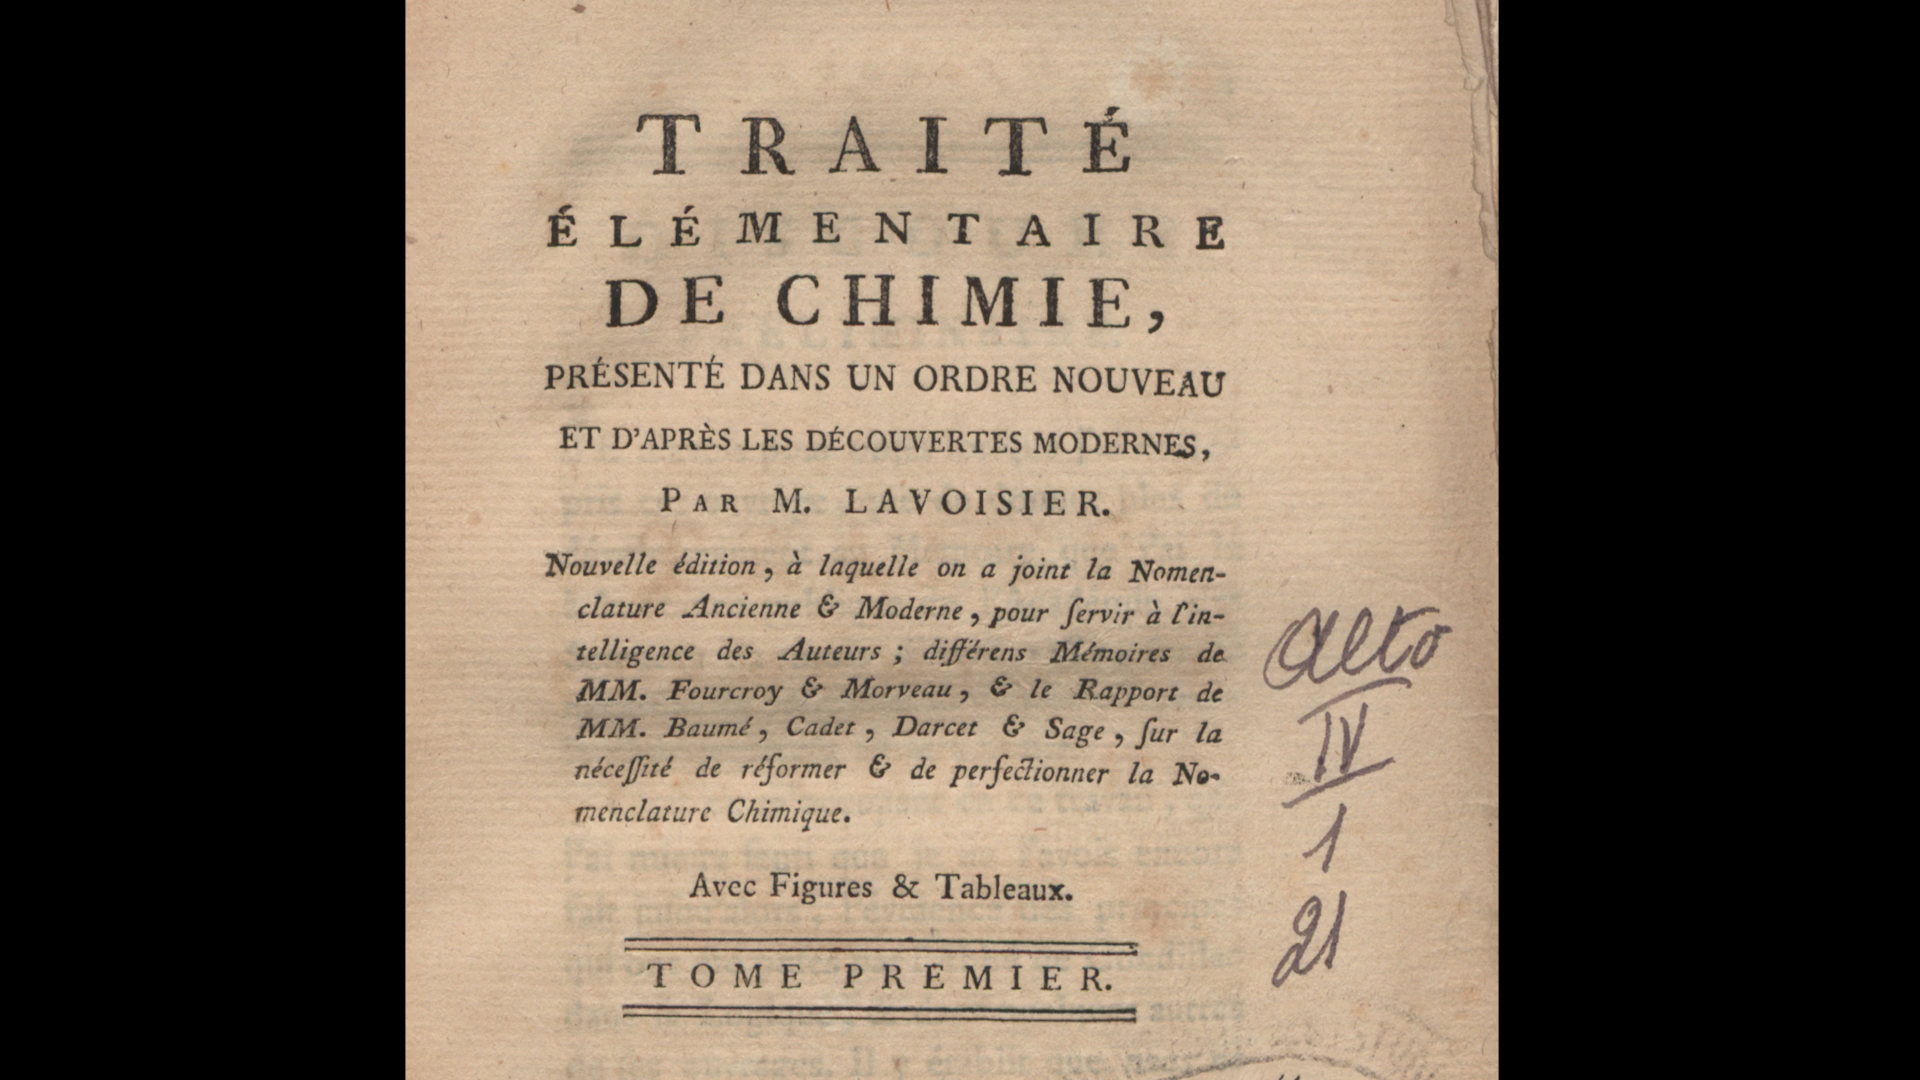 TRAITÉ
ÉLÉMENTAIRE
DE CHIMIE,
PRÉSENTÉ DANS UN ORDRE NOUVEAU
ET D'APRÈS LES DÉCOUVERTES MODERNES,
PAR M. LAVOISIER.
Nouvelle édition, à laquelle on a joint la Nomen-
clature Ancienne & Moderne, pour ſervir à l'in-
telligence des Auteurs ; différens Mémoires de
MM. Fourcroy & Morveau, & le Rapport de
MM. Baumé, Cadet, Darcet & Sage, ſur la
néceſſité de réformer & de perfectionner la No-
menclature Chimique.
Avec Figures & Tableaux.
TOME PREMIER.
Alto
IV
1
21